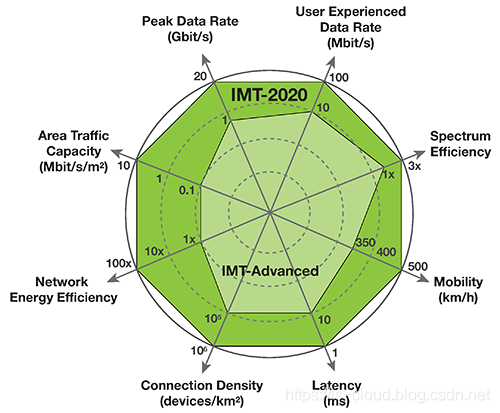 Peak Data Rate
(Gbit/s)
User Experienced
Data Rate
(Mbit/s)
20
100
IMT-2020
1
10
Area Traffic
Capacity
(Mbit/s/m²)
Spectrum
Efficiency
10
1
0.1
1x
3x
Network
Energy Efficiency
100x
10x
1x
IMT-Advanced
350
400
500
Mobility
(km/h)
10⁵
10⁶
10
1
Connection Density
(devices/km²)
Latency
(ms)